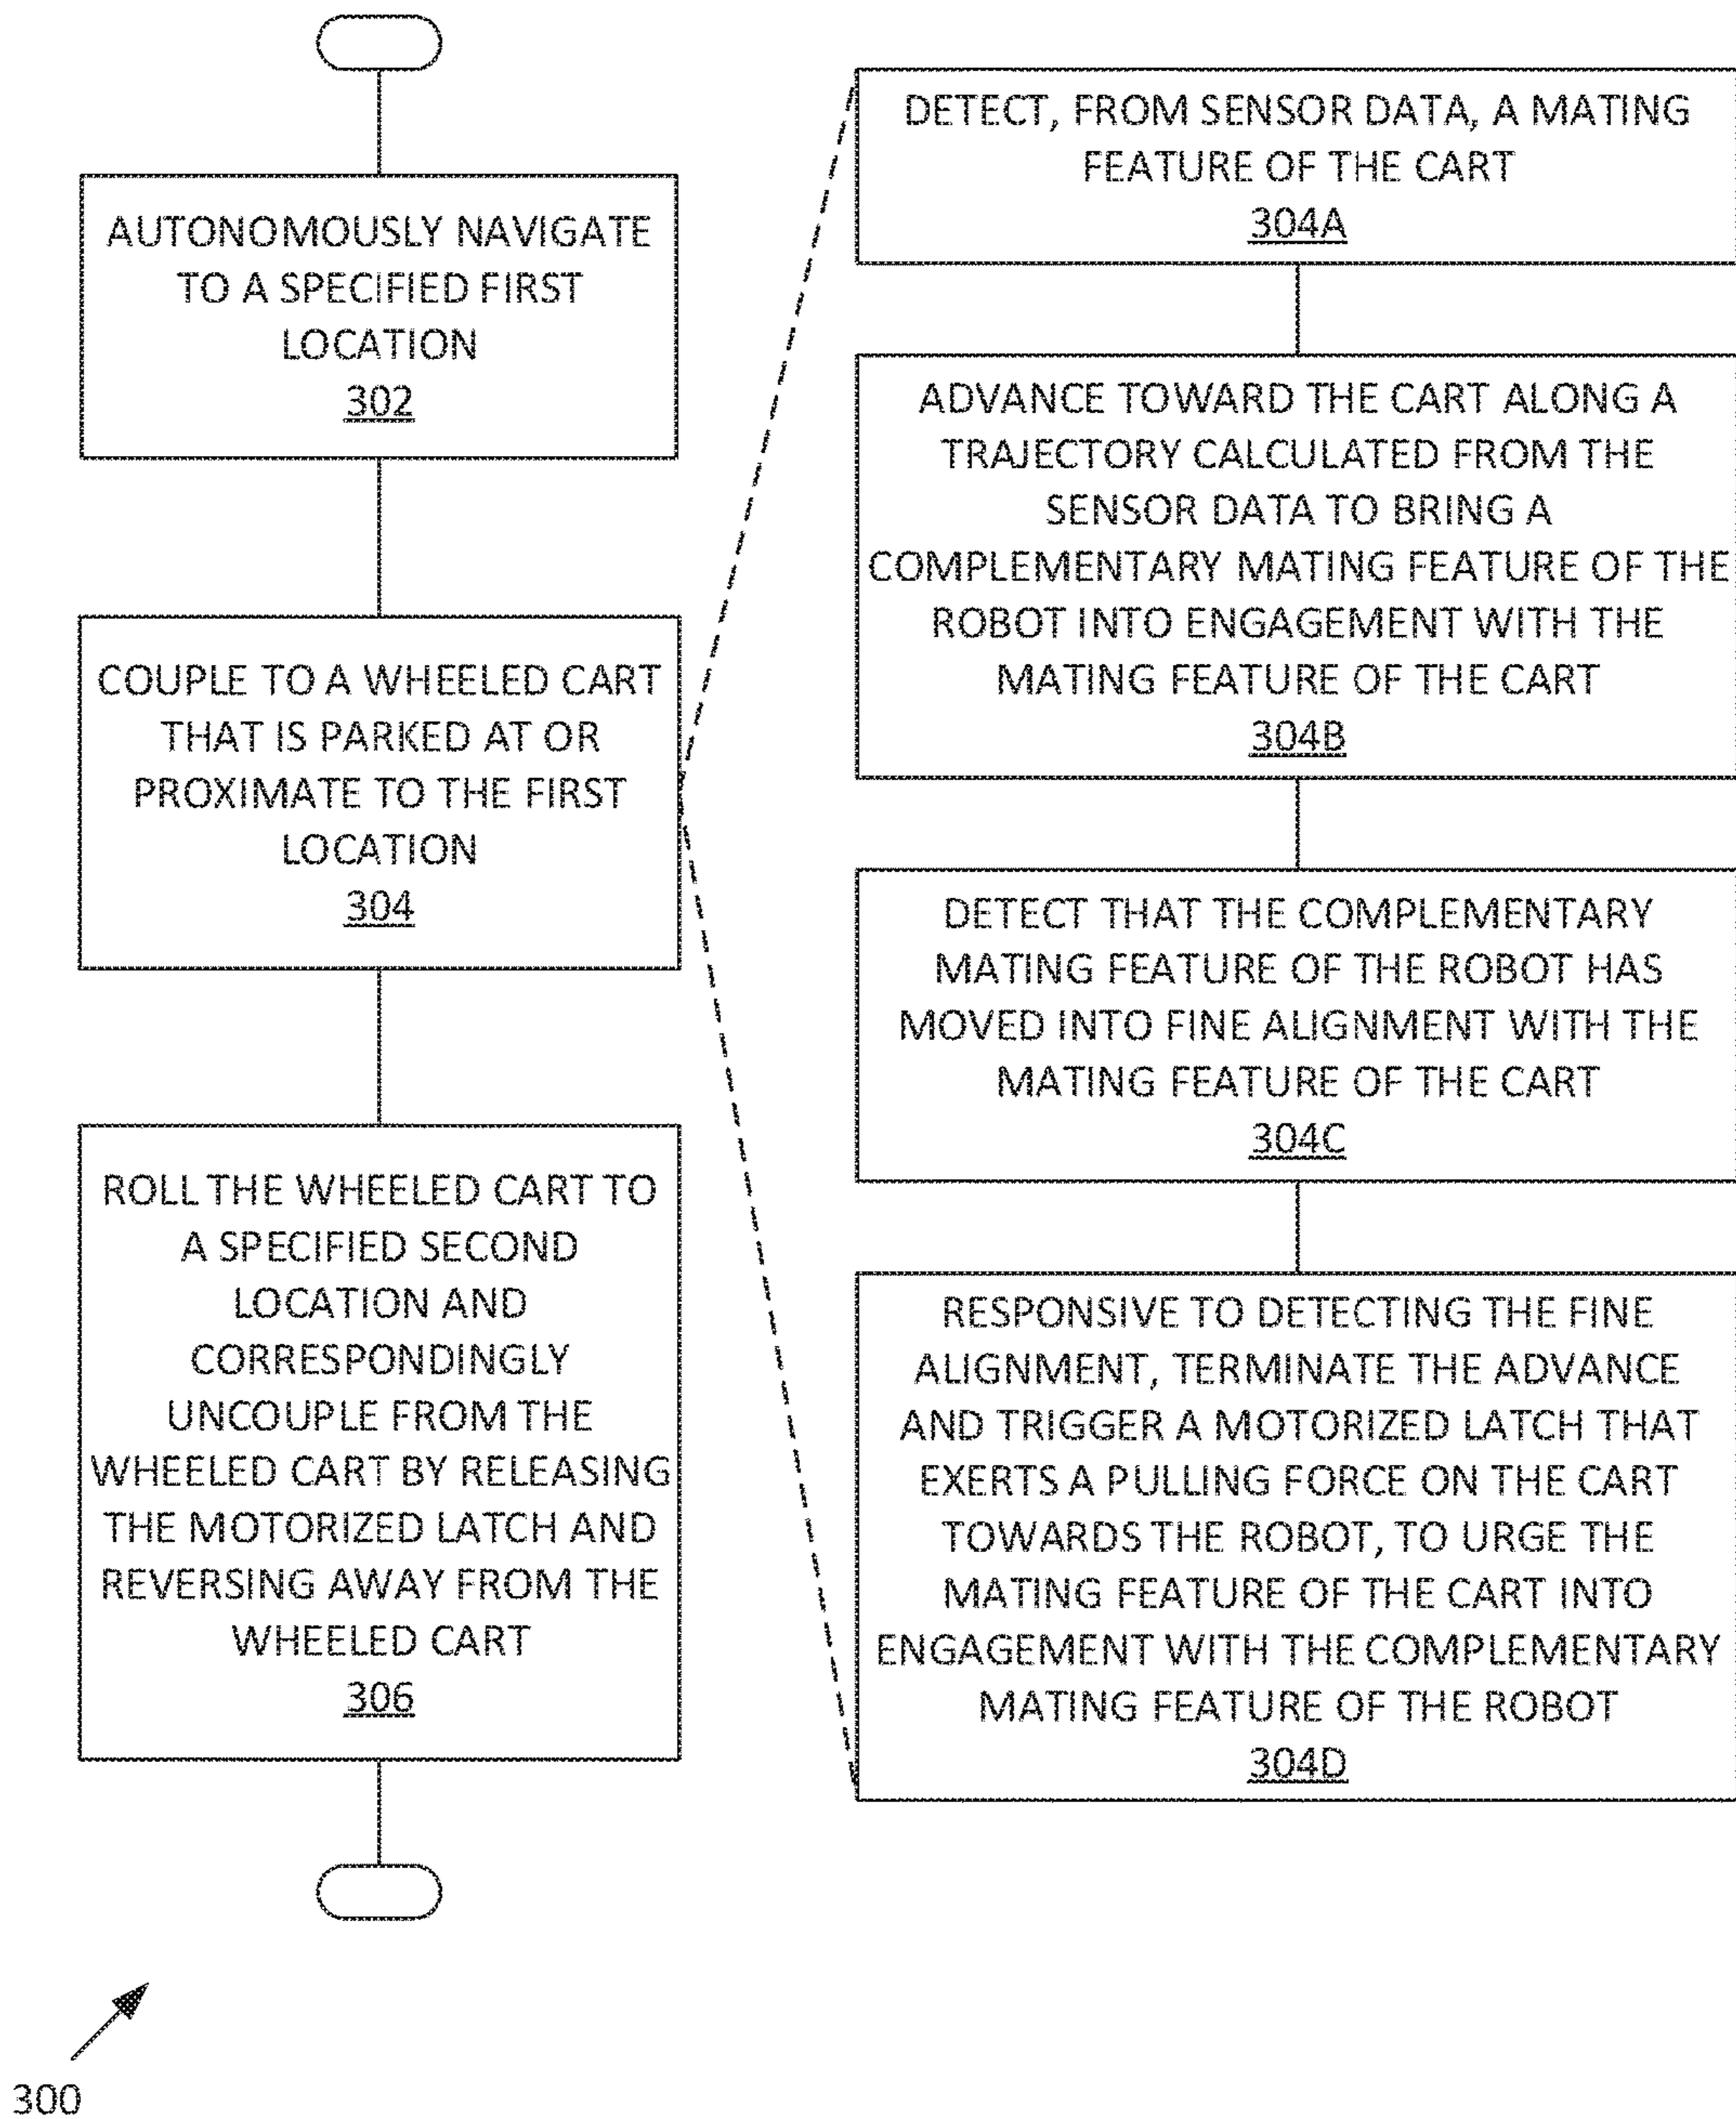 AUTONOMOUSLY NAVIGATE
TO A SPECIFIED FIRST
LOCATION
302
COUPLE TO A WHEELED CART
THAT IS PARKED AT OR
PROXIMATE TO THE FIRST
LOCATION
304
ROLL THE WHEELED CART TO
A SPECIFIED SECOND
LOCATION AND
CORRESPONDINGLY
UNCOUPLE FROM THE
WHEELED CART BY RELEASING
THE MOTORIZED LATCH AND
REVERSING AWAY FROM THE
WHEELED CART
306
DETECT, FROM SENSOR DATA, A MATING
FEATURE OF THE CART
304A
ADVANCE TOWARD THE CART ALONG A
TRAJECTORY CALCULATED FROM THE
SENSOR DATA TO BRING A
COMPLEMENTARY MATING FEATURE OF THE
ROBOT INTO ENGAGEMENT WITH THE
MATING FEATURE OF THE CART
304B
DETECT THAT THE COMPLEMENTARY
MATING FEATURE OF THE ROBOT HAS
MOVED INTO FINE ALIGNMENT WITH THE
MATING FEATURE OF THE CART
304C
RESPONSIVE TO DETECTING THE FINE
ALIGNMENT, TERMINATE THE ADVANCE
AND TRIGGER A MOTORIZED LATCH THAT
EXERTS A PULLING FORCE ON THE CART
TOWARDS THE ROBOT, TO URGE THE
MATING FEATURE OF THE CART INTO
ENGAGEMENT WITH THE COMPLEMENTARY
MATING FEATURE OF THE ROBOT
304D
300